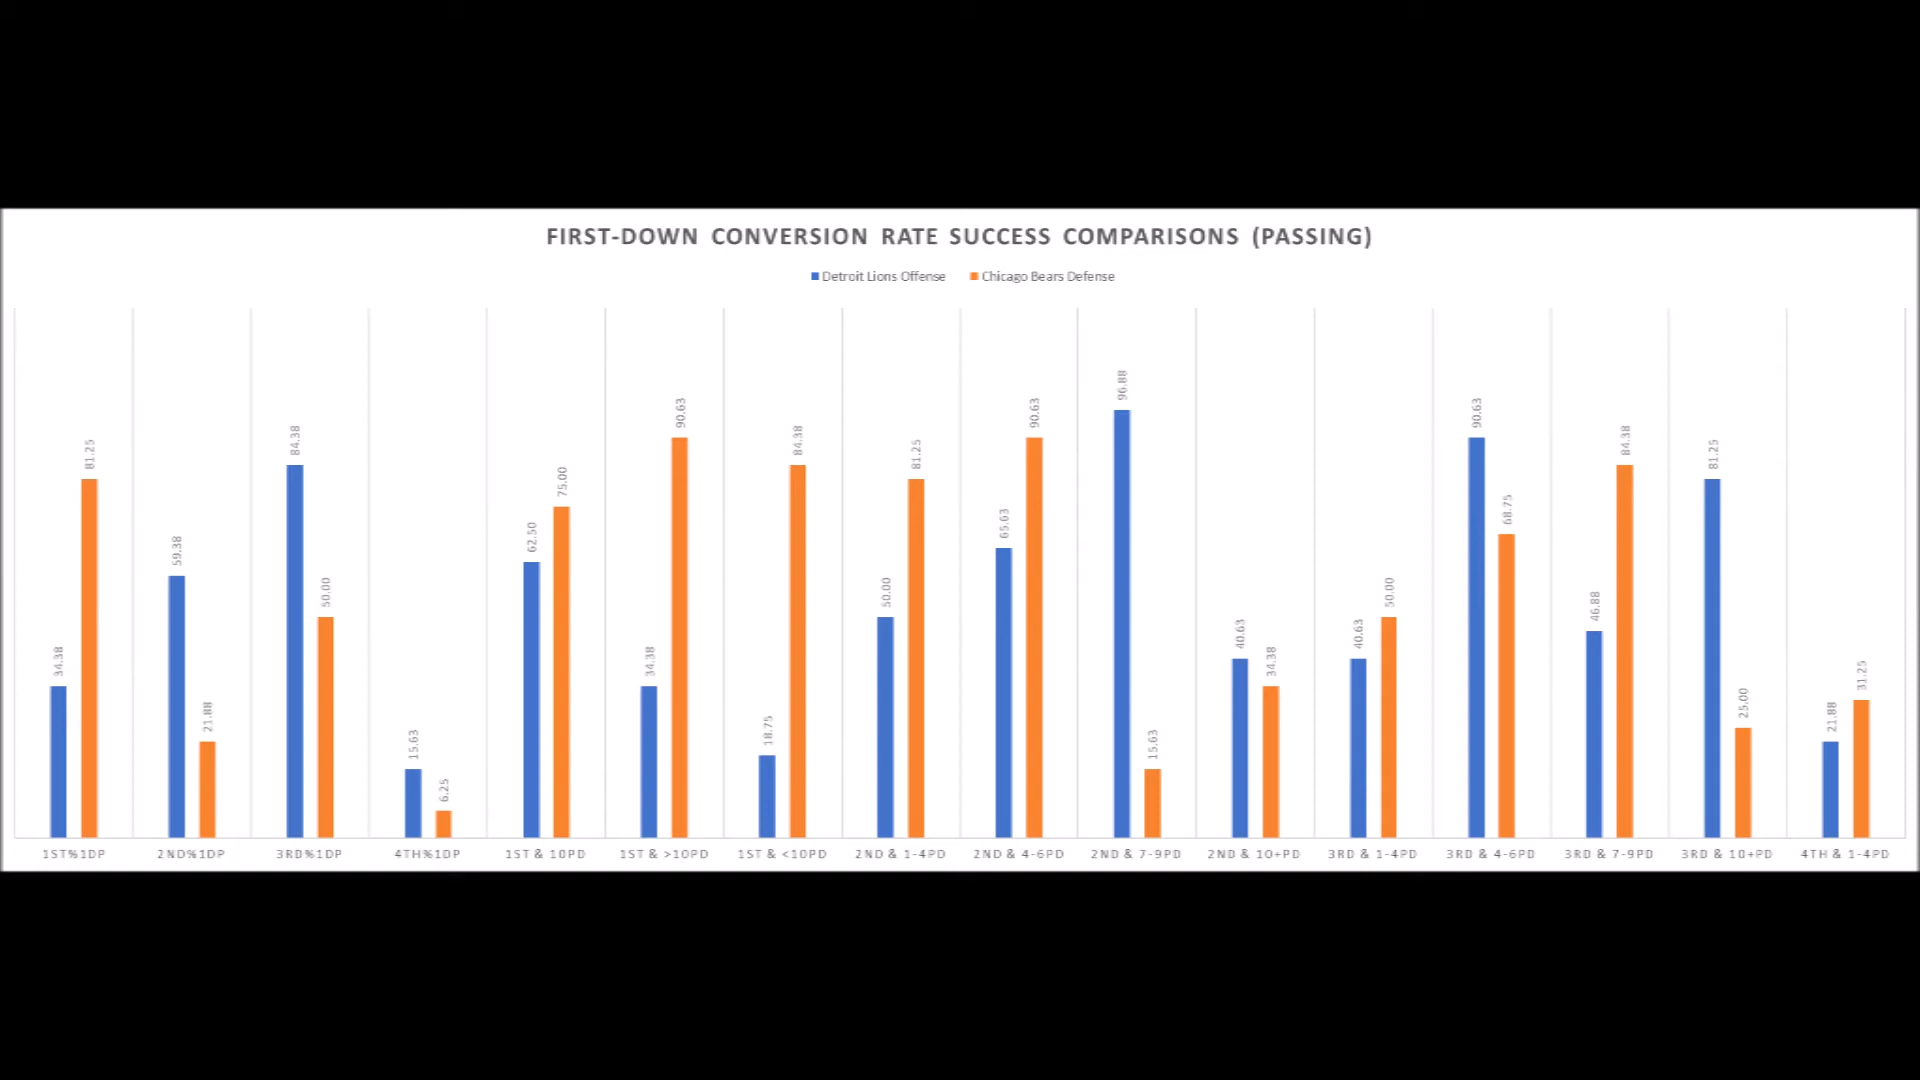 FIRST-DOWN CONVERSION RATE SUCCESS COMPARISONS (PASSING)
Detroit Lions Offense Chicago Bears Defense
34.38 81.25 59.38 21.88 84.38 50.00 15.63 6.25 62.50 75.00 34.38 90.63 18.75 84.38 50.00 81.25 65.63 90.63 96.88 15.63 40.63 34.38 40.63 50.00 90.63 68.75 46.88 84.38 81.25 25.00 21.88 31.25
1ST%1DP 2ND%1DP 3RD%1DP 4TH%1DP 1ST & 10PD 1ST & >10PD 1ST & <10PD 2ND & 1-4PD 2ND & 4-6PD 2ND & 7-9PD 2ND & 10+PD 3RD & 1-4PD 3RD & 4-6PD 3RD & 7-9PD 3RD & 10+PD 4TH & 1-4PD